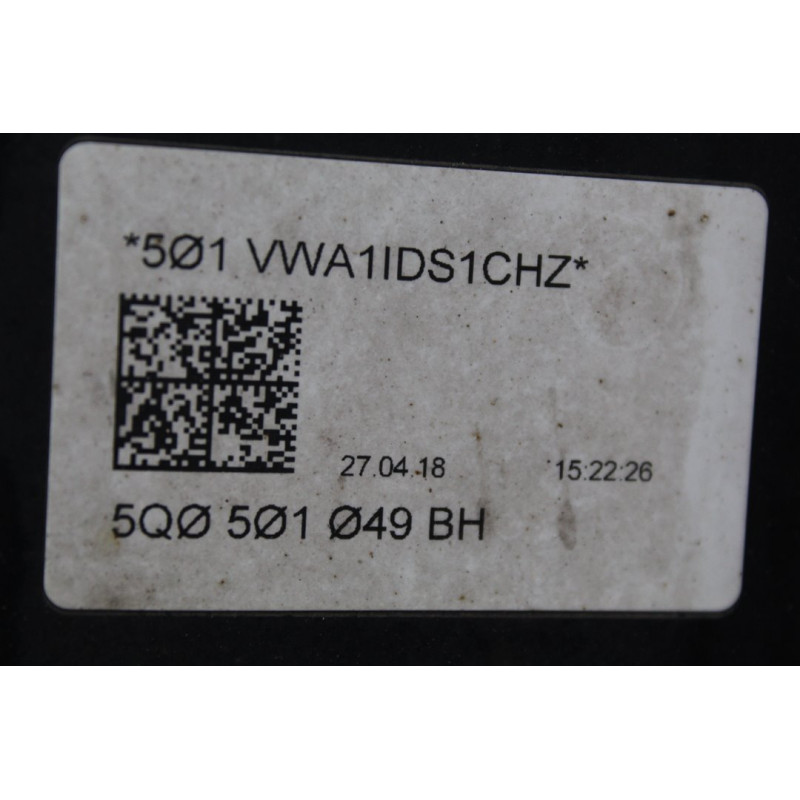 *5Ø1 VWA1IDS1CHZ*
27.04.18 15:22:26
5QØ 5Ø1 Ø49 BH